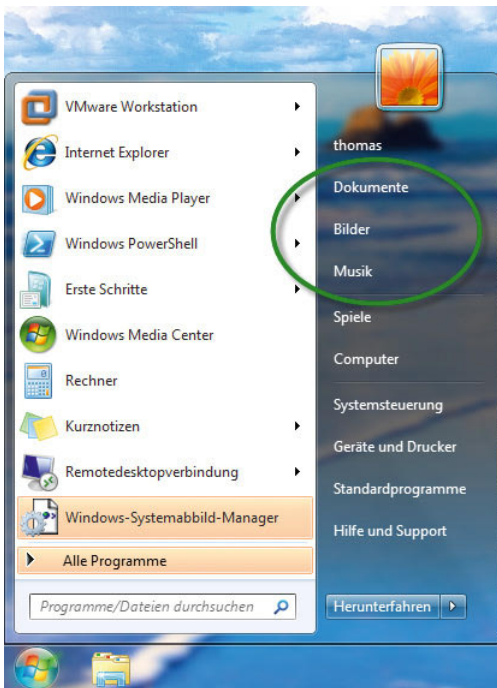 VMware Workstation
Internet Explorer
Windows Media Player
Windows PowerShell
Erste Schritte
Windows Media Center
Rechner
Kurznotizen
Remotedesktopverbindung
Windows-Systemabbild-Manager
Alle Programme
Programme/Dateien durchsuchen
thomas
Dokumente
Bilder
Musik
Spiele
Computer
Systemsteuerung
Geräte und Drucker
Standardprogramme
Hilfe und Support
Herunterfahren